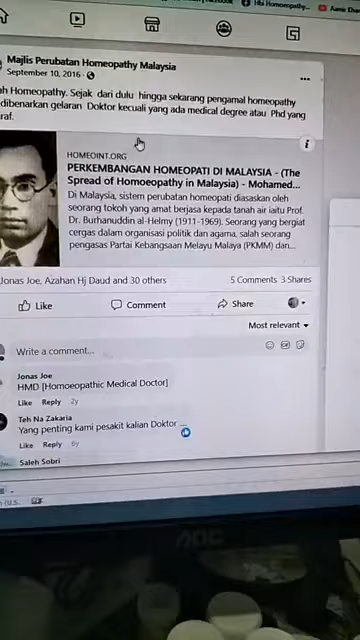 Majlis Perubatan Homeopathy Malaysia
September 10, 2016 ·
ah Homeopathy. Sejak dari dulu hingga sekarang pengamal homeopathy
dibenarkan gelaran Doktor kecuali yang ada medical degree atau Phd yang
raf.
HOMEOINT.ORG
PERKEMBANGAN HOMEOPATI DI MALAYSIA - (The
Spread of Homoeopathy in Malaysia) - Mohamed...
Di Malaysia, sistem perubatan homeopati diasaskan oleh
seorang tokoh yang amat berjasa kepada tanah air iaitu Prof.
Dr. Burhanuddin al-Helmy (1911-1969). Seorang yang bergiat
cergas dalam organisasi politik dan agama, salah seorang
pengasas Partai Kebangsaan Melayu Malaya (PKMM) dan...
Jonas Joe, Azahan Hj Daud and 30 others
5 Comments 3 Shares
Like Comment Share
Most relevant
Write a comment...
GIF
Jonas Joe
HMD [Homoeopathic Medical Doctor]
Like Reply 2y
Teh Na Zakaria
Yang penting kami pesakit kalian Doktor ...
Like Reply 6y
Saleh Sobri
AOC